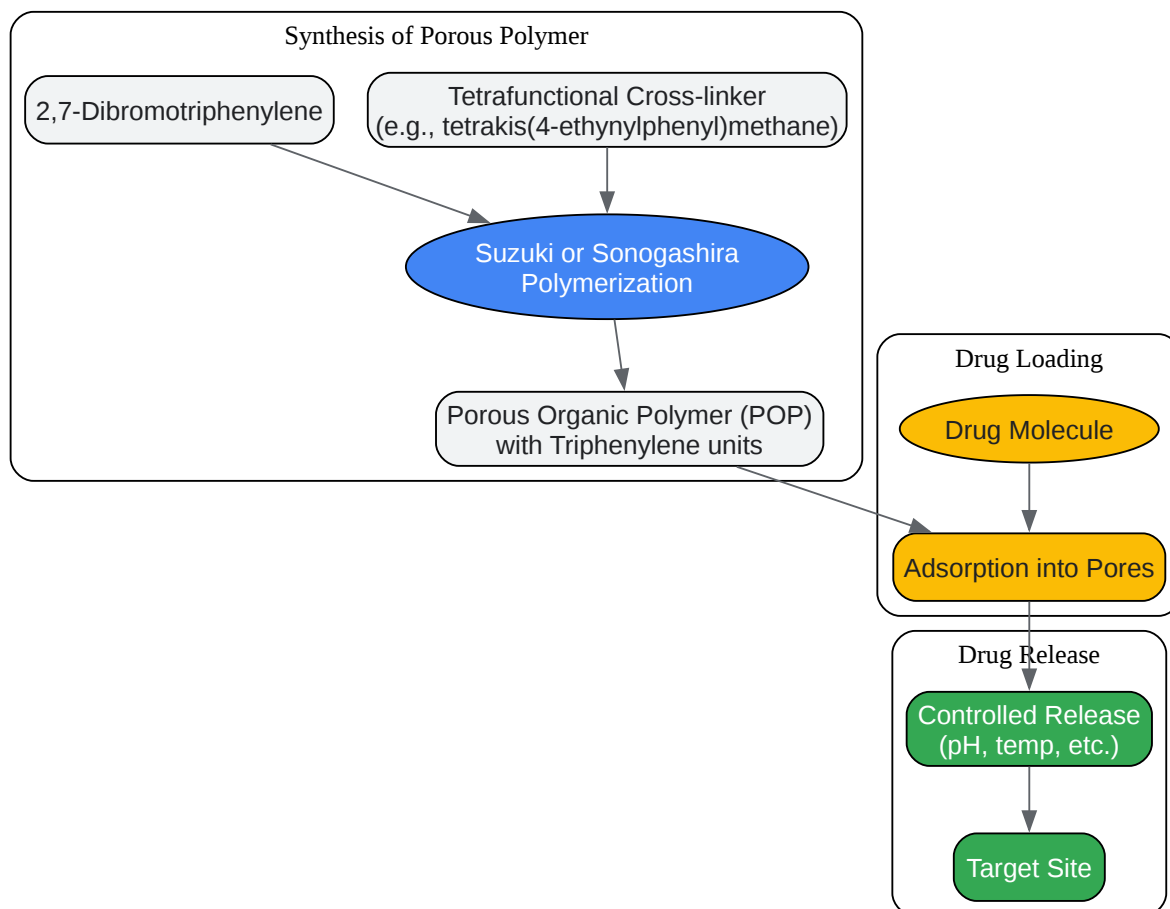 Synthesis of Porous Polymer
2,7-Dibromotriphenylene
Tetrafunctional Cross-linker
(e.g., tetrakis(4-ethynylphenyl)methane)
Suzuki or Sonogashira
Polymerization
Porous Organic Polymer (POP)
with Triphenylene units
Drug Loading
Drug Molecule
Adsorption into Pores
Drug Release
Controlled Release
(pH, temp, etc.)
Target Site